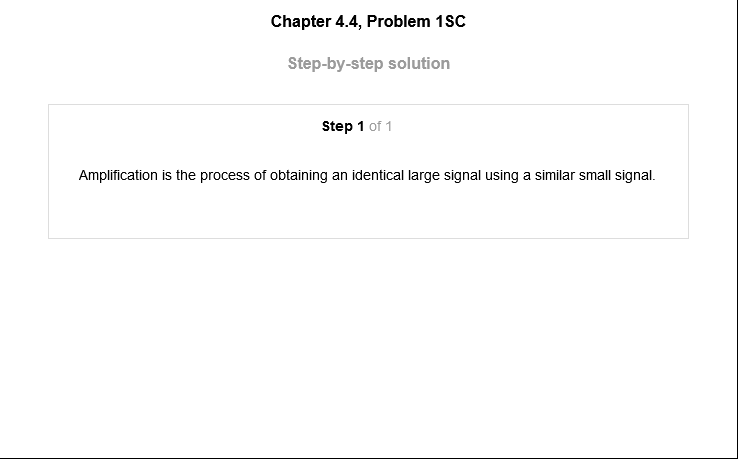 Chapter 4.4, Problem 1SC
Step-by-step solution
Step 1 of 1
Amplification is the process of obtaining an identical large signal using a similar small signal.